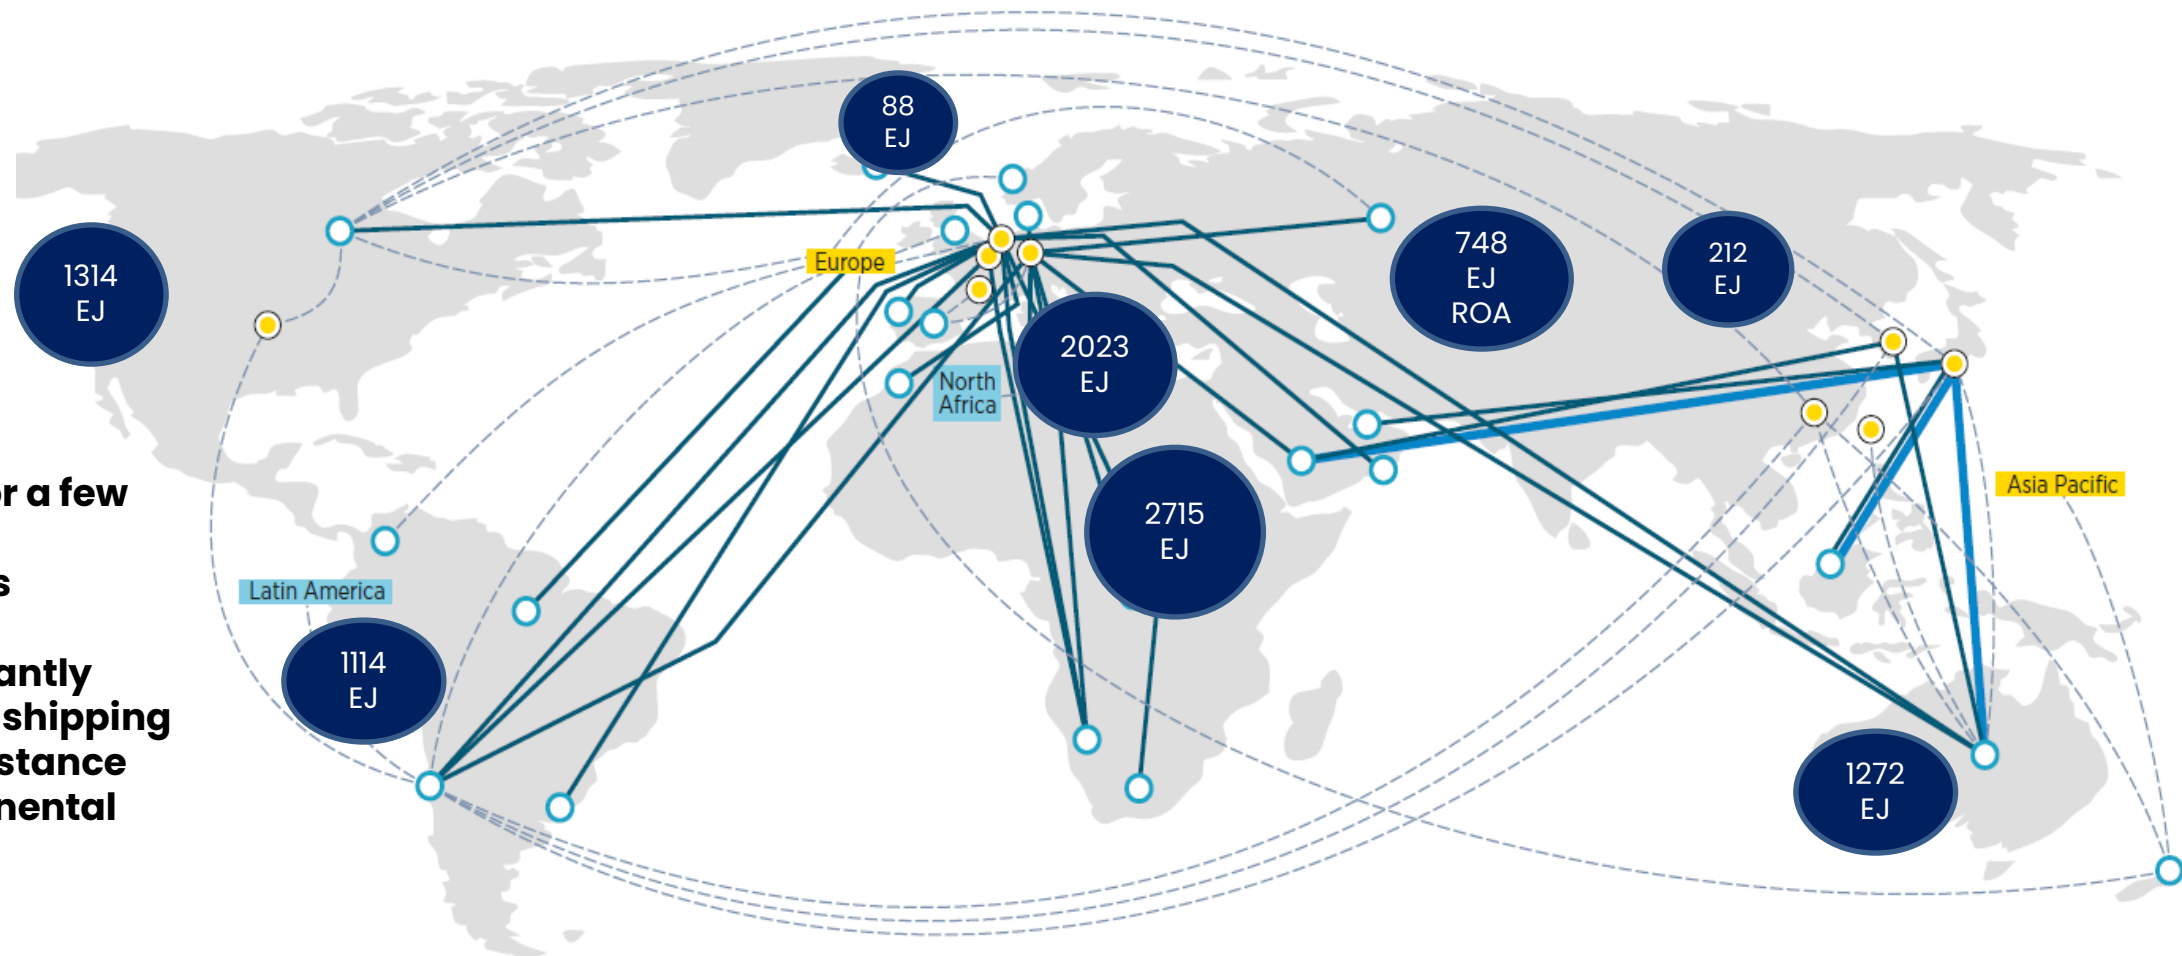 88
EJ
Europe
1314
EJ
748
EJ
ROA
212
EJ
2023
EJ
North
Africa
2715
EJ
Asia Pacific
Latin America
1114
EJ
1272
EJ
r a few
s
antly
shipping
stance
nental